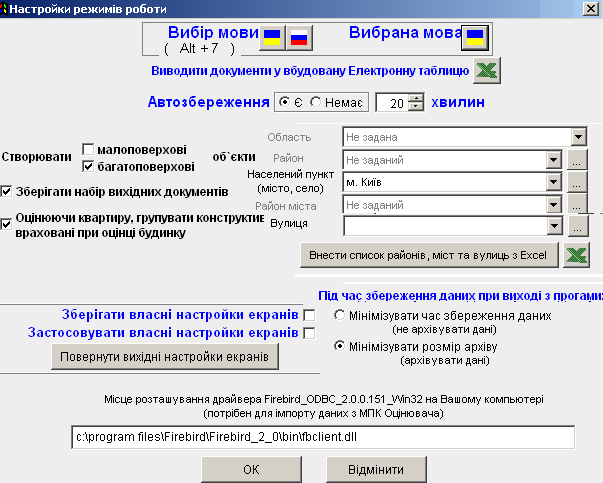 Настройки режимів роботи
Вибір мови
( Alt + 7 )
Вибрана мова
Виводити документи у вбудовану Електронну таблицю
Автозбереження
Є
Немає
20
хвилин
Створювати
малоповерхові
багатоповерхові
об`єкти
Зберігати набір вихідних документів
Оцінюючи квартиру, групувати конструктив
враховані при оцінці будинку
Область
Не задана
Район
Не заданий
...
Населений пункт
(місто, село)
м. Київ
...
Район міста
Не заданий
...
Вулиця
...
Внести список районів, міст та вулиць з Excel
Під час збереження даних при виході з прогами
Зберігати власні настройки екранів
Застосовувати власні настройки екранів
Повернути вихідні настройки екранів
Мінімізувати час збереження даних
(не архівувати дані)
Мінімізувати розмір архіву
(архівувати дані)
Місце розташування драйвера Firebird_ODBC_2.0.0.151_Win32 на Вашому компьютері
(потрібен для імпорту даних з МПК Оцінювача)
c:\program files\Firebird\Firebird_2_0\bin\fbclient.dll
OK
Відмінити